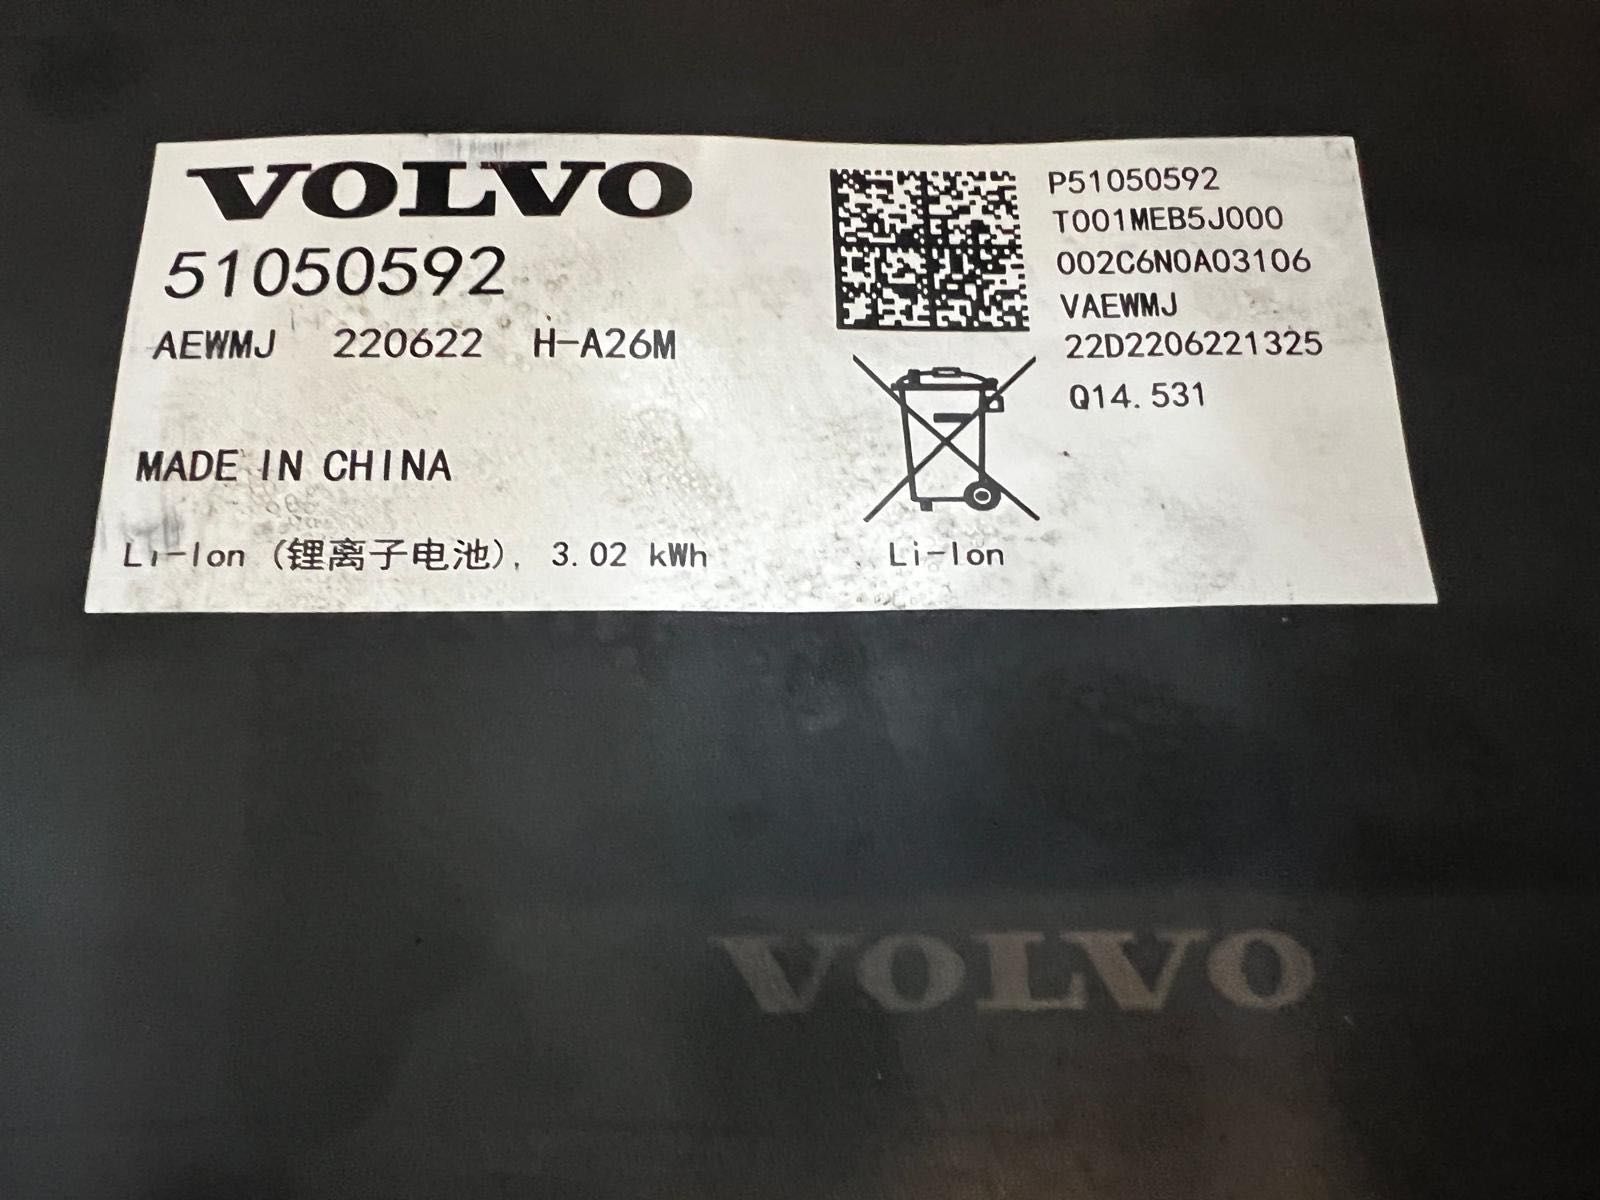 VOLVO
51050592
AEWMJ 220622 H-A26M
MADE IN CHINA
Li-Ion (锂离子电池), 3.02 kWh
P51050592
T001MEB5J000
002C6N0A03106
VAEWMJ
22D2206221325
Q14.531
Li-Ion
VOLVO